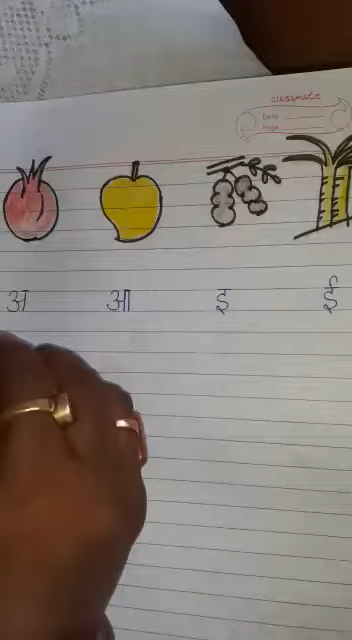 CLASSMATE
Date
Page
अ आ इ ई